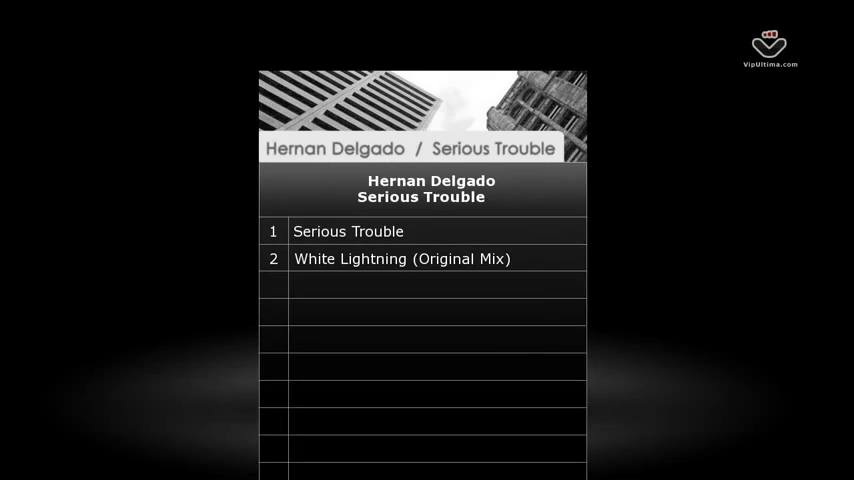 VipUltima.com
Hernan Delgado / Serious Trouble
Hernan Delgado
Serious Trouble
1 Serious Trouble
2 White Lightning (Original Mix)